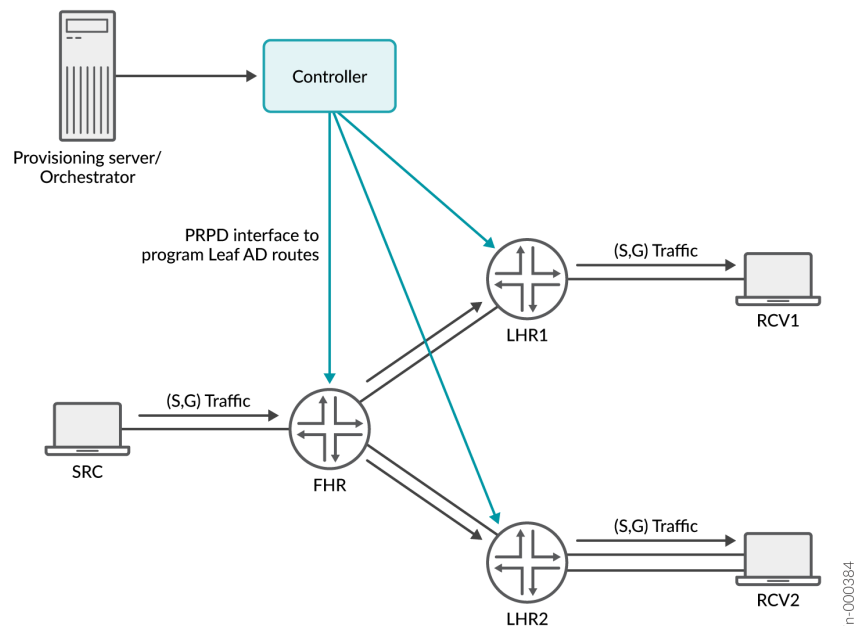 Controller
Provisioning server/
Orchestrator
PRPD interface to
program Leaf AD routes
(S,G) Traffic
LHR1
RCV1
(S,G) Traffic
SRC
FHR
(S,G) Traffic
LHR2
RCV2
n-000384